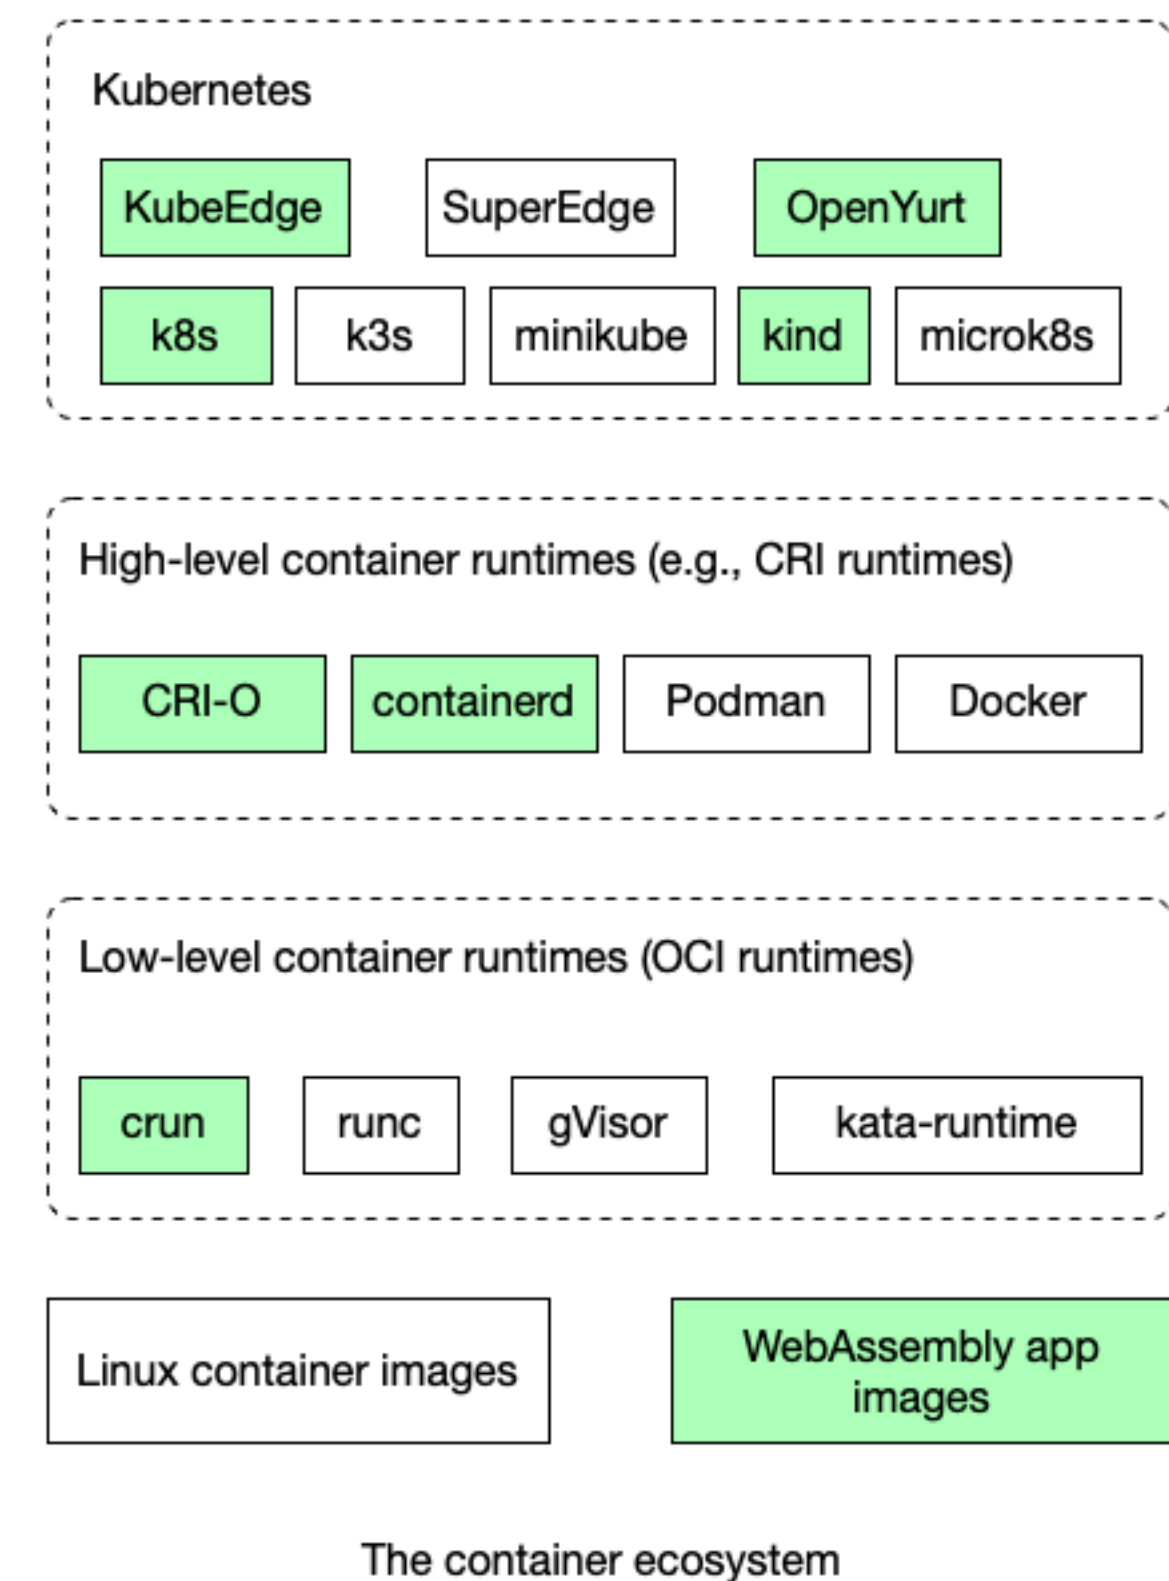 Kubernetes
KubeEdge SuperEdge OpenYurt
k8s k3s minikube kind microk8s
High-level container runtimes (e.g., CRI runtimes)
CRI-O containerd Podman Docker
Low-level container runtimes (OCI runtimes)
crun runc gVisor kata-runtime
Linux container images
WebAssembly app
images
The container ecosystem